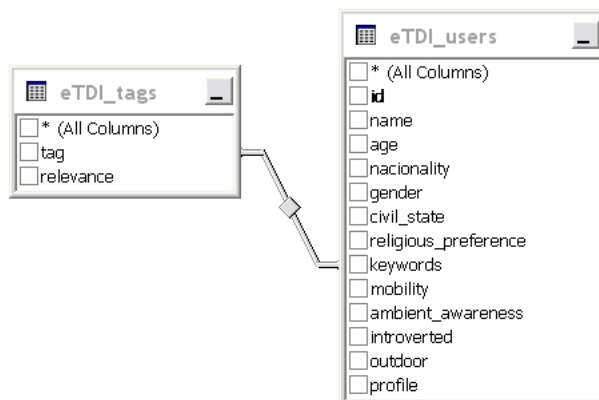 eTDI_tags
* (All Columns)
tag
relevance
eTDI_users
* (All Columns)
id
name
age
nacionality
gender
civil_state
religious_preference
keywords
mobility
ambient_awareness
introverted
outdoor
profile